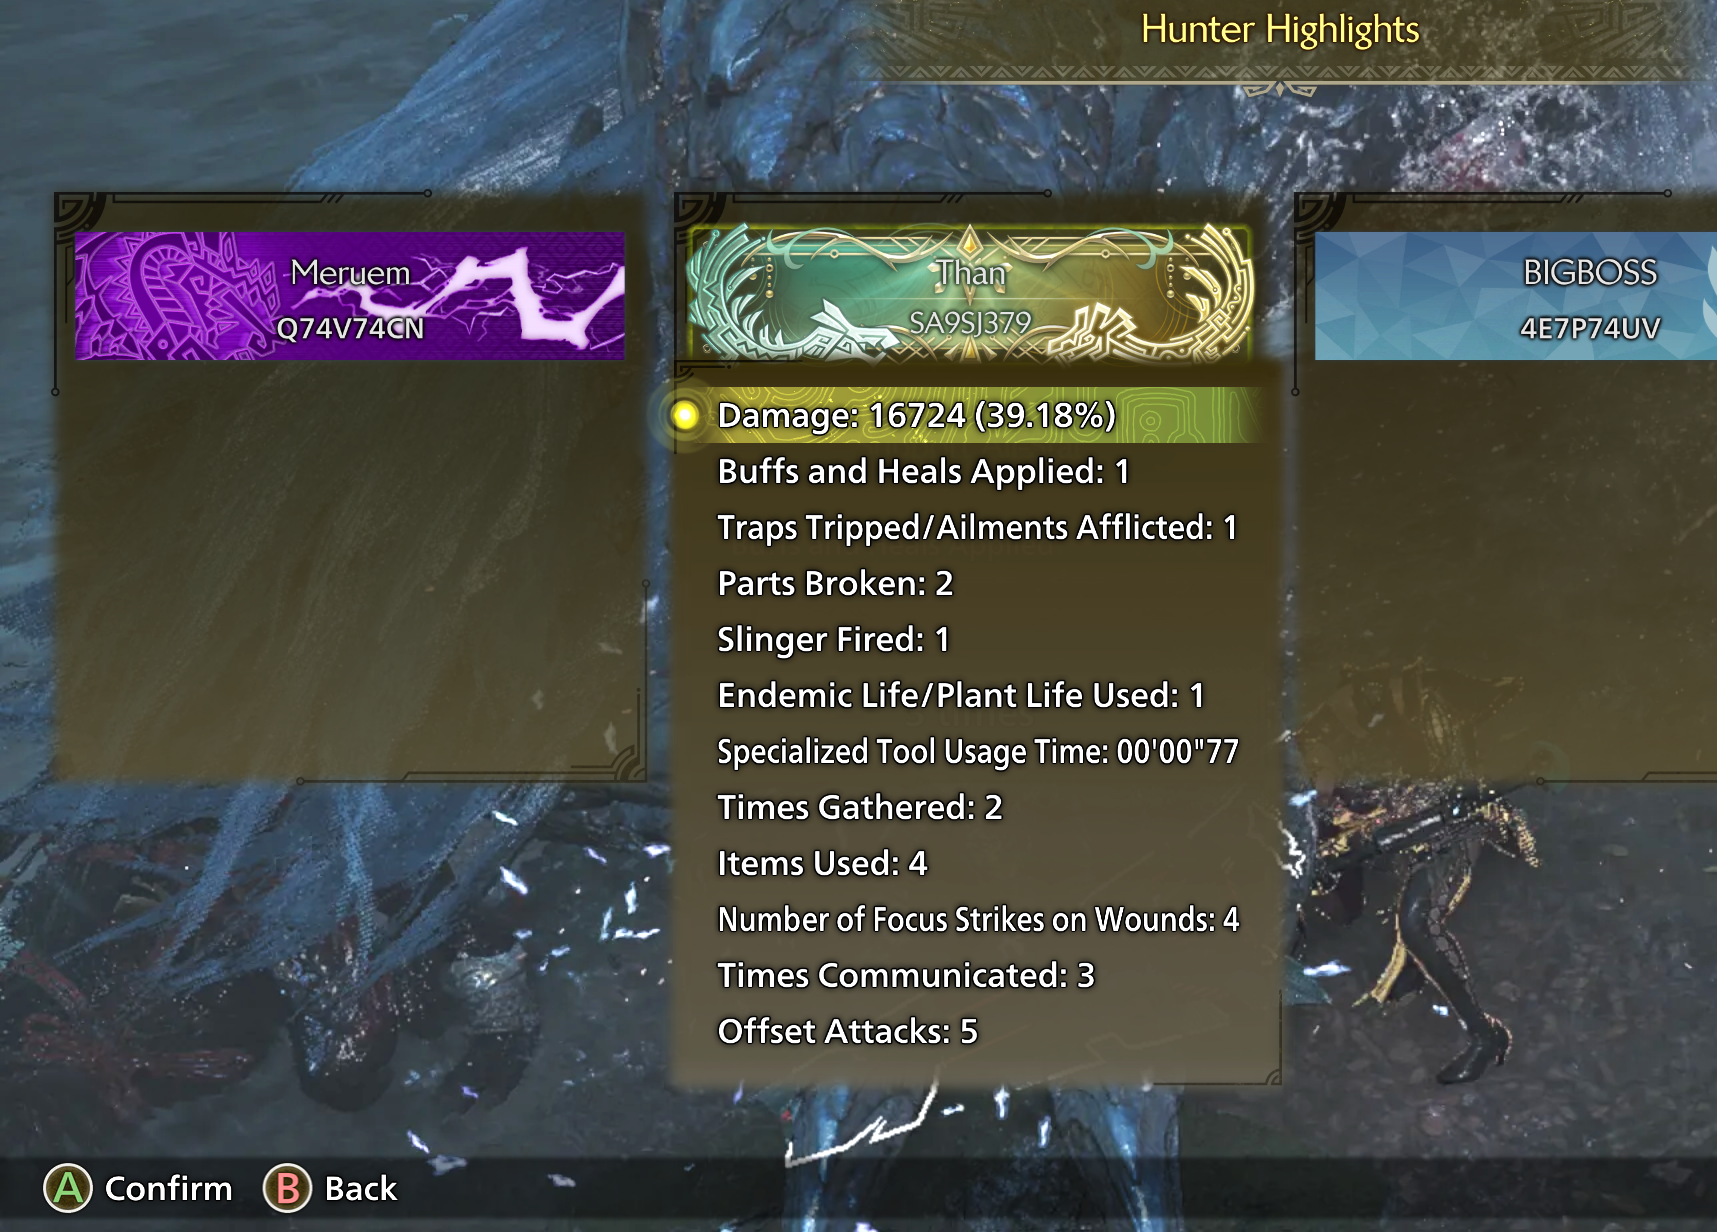 Hunter Highlights
Meruem
Q74V74CN
Than
SA9SJ379
BIGBOSS
4E7P74UV
Damage: 16724 (39.18%)
Buffs and Heals Applied: 1
Traps Tripped/Ailments Afflicted: 1
Parts Broken: 2
Slinger Fired: 1
Endemic Life/Plant Life Used: 1
Specialized Tool Usage Time: 00'00"77
Times Gathered: 2
Items Used: 4
Number of Focus Strikes on Wounds: 4
Times Communicated: 3
Offset Attacks: 5
A Confirm B Back